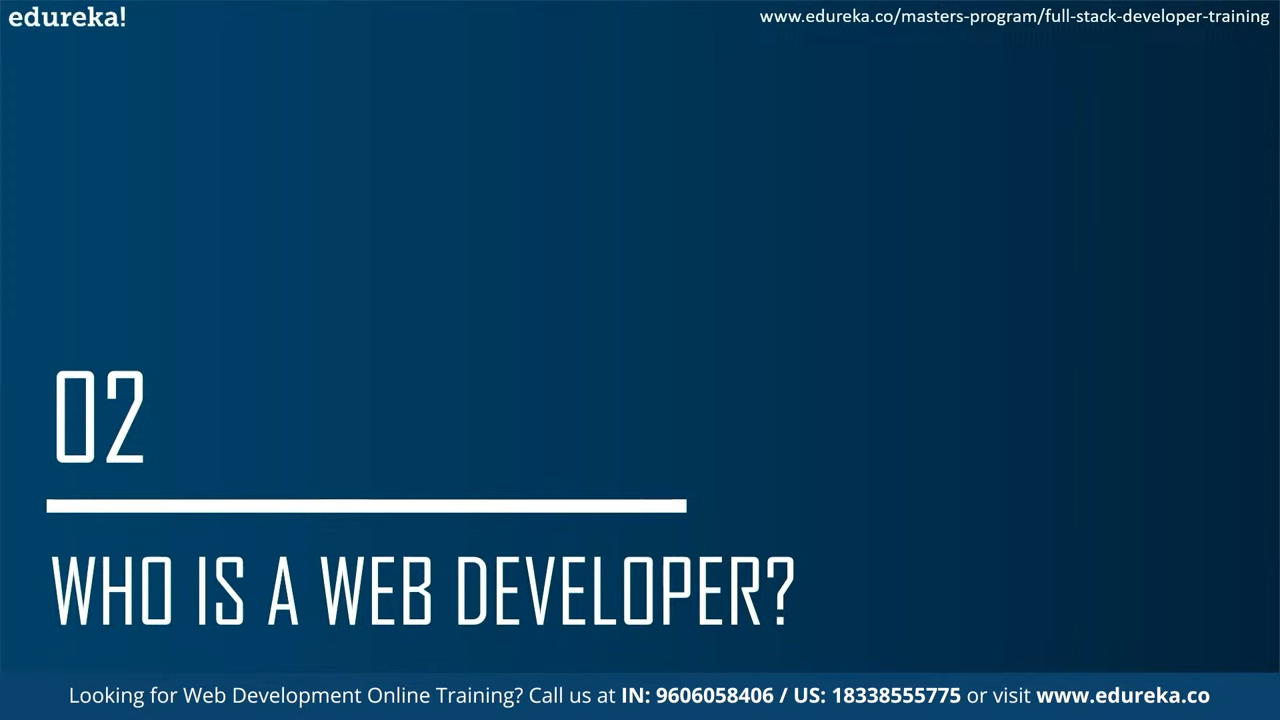 edureka!
www.edureka.co/masters-program/full-stack-developer-training
02
WHO IS A WEB DEVELOPER?
Looking for Web Development Online Training? Call us at IN: 9606058406 / US: 18338555775 or visit www.edureka.co